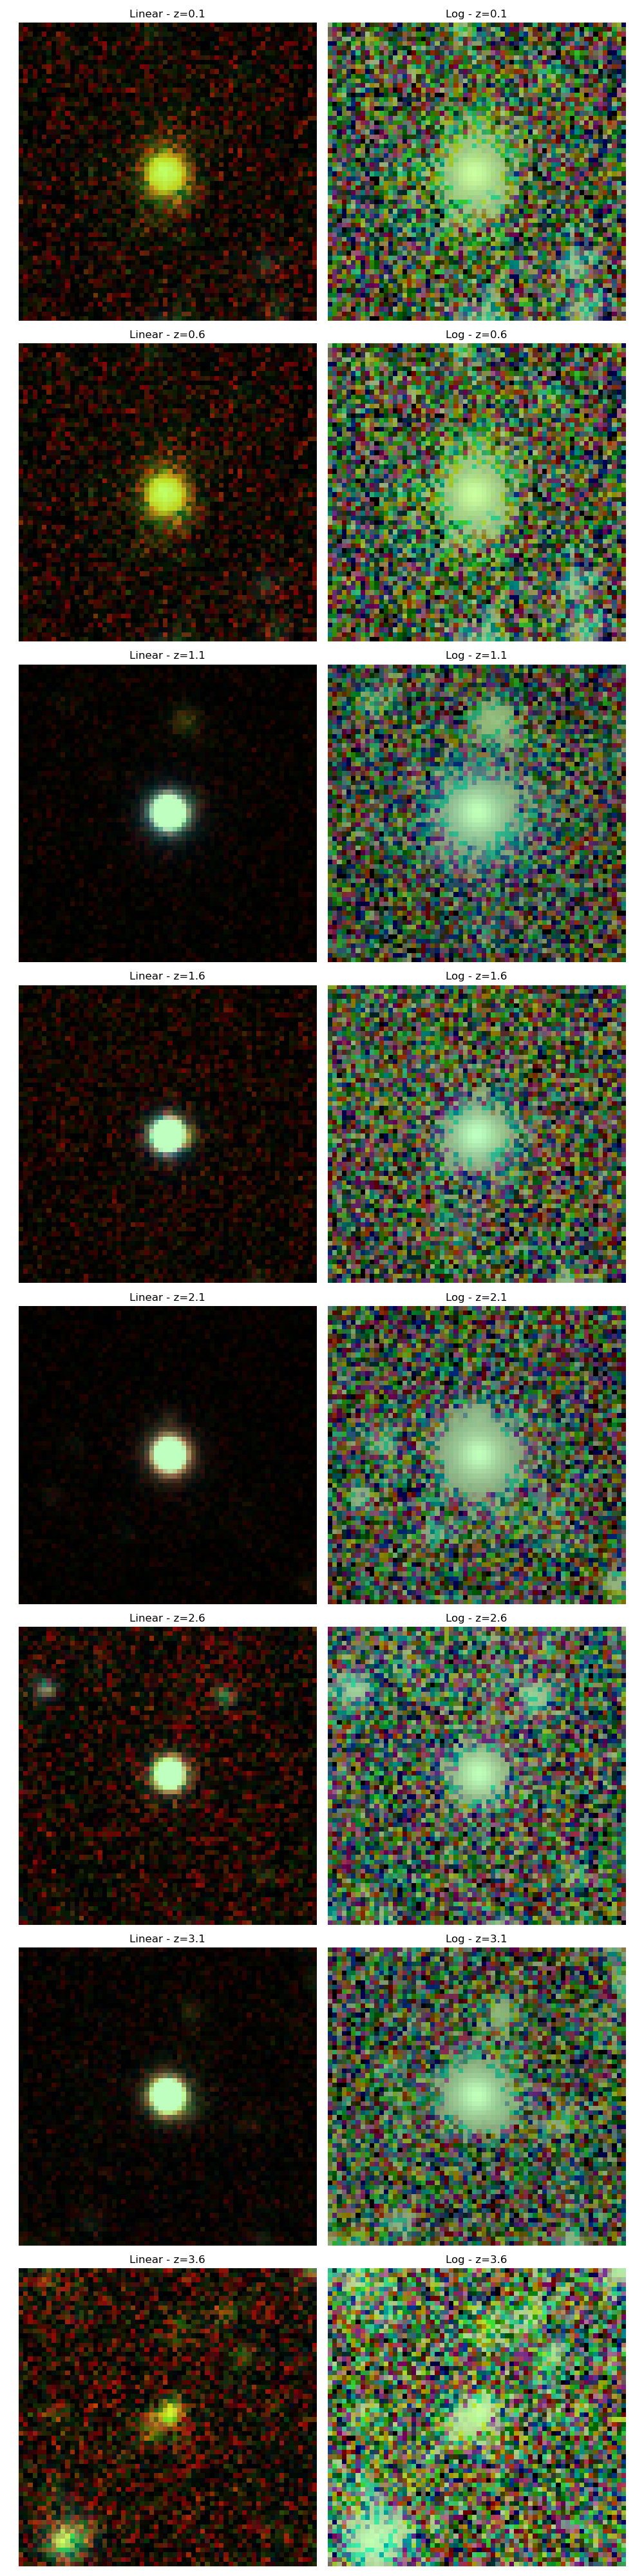 Linear - z=0.1
Log - z=0.1
Linear - z=0.6
Log - z=0.6
Linear - z=1.1
Log - z=1.1
Linear - z=1.6
Log - z=1.6
Linear - z=2.1
Log - z=2.1
Linear - z=2.6
Log - z=2.6
Linear - z=3.1
Log - z=3.1
Linear - z=3.6
Log - z=3.6